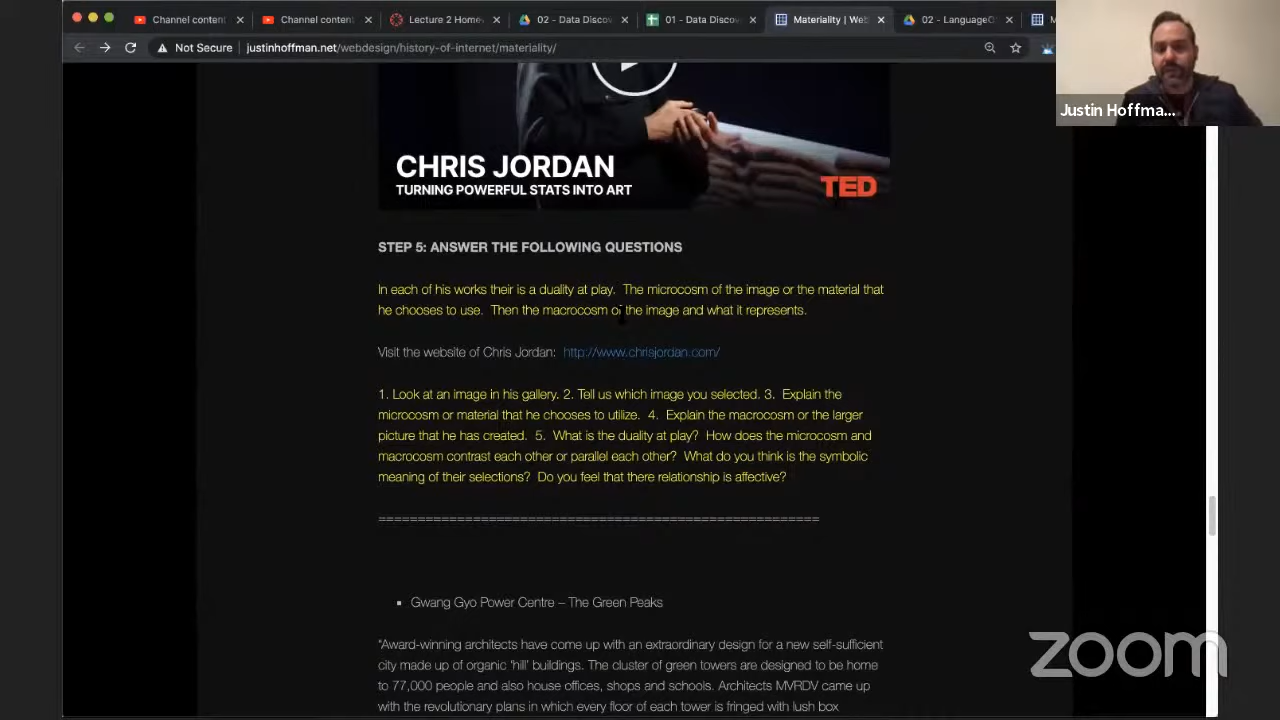 Channel content
Channel content
Lecture 2 Home
02 - Data Disco
01 - Data Disco
Materiality | Web
02 - Language
Not Secure justinhoffman.net/webdesign/history-of-internet/materiality/
Justin Hoffma...
CHRIS JORDAN
TURNING POWERFUL STATS INTO ART
TED
STEP 5: ANSWER THE FOLLOWING QUESTIONS
In each of his works their is a duality at play. The microcosm of the image or the material that
he chooses to use. Then the macrocosm of the image and what it represents.
Visit the website of Chris Jordan: http://www.chrisjordan.com/
1. Look at an image in his gallery. 2. Tell us which image you selected. 3. Explain the
microcosm or material that he chooses to utilize. 4. Explain the macrocosm or the larger
picture that he has created. 5. What is the duality at play? How does the microcosm and
macrocosm contrast each other or parallel each other? What do you think is the symbolic
meaning of their selections? Do you feel that there relationship is affective?
========================================================
Gwang Gyo Power Centre – The Green Peaks
"Award-winning architects have come up with an extraordinary design for a new self-sufficient
city made up of organic 'hill' buildings. The cluster of green towers are designed to be home
to 77,000 people and also house offices, shops and schools. Architects MVRDV came up
with the revolutionary plans in which every floor of each tower is fringed with lush box
zoom